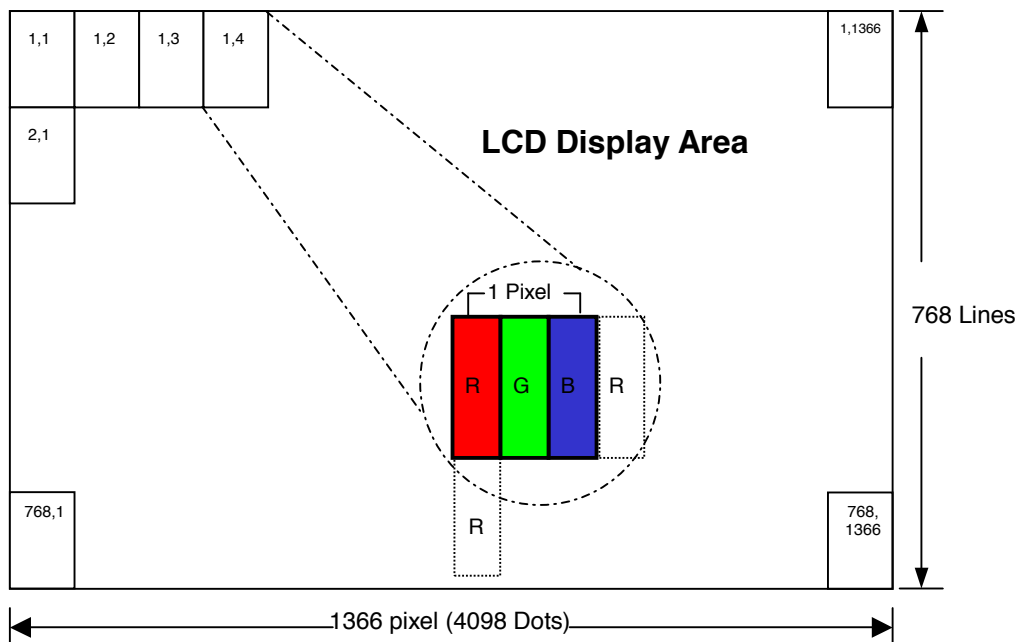 1,1 1,2 1,3 1,4 1,1366
2,1
LCD Display Area
1 Pixel
768 Lines
R G B R
768,1
768,
1366
R
1366 pixel (4098 Dots)